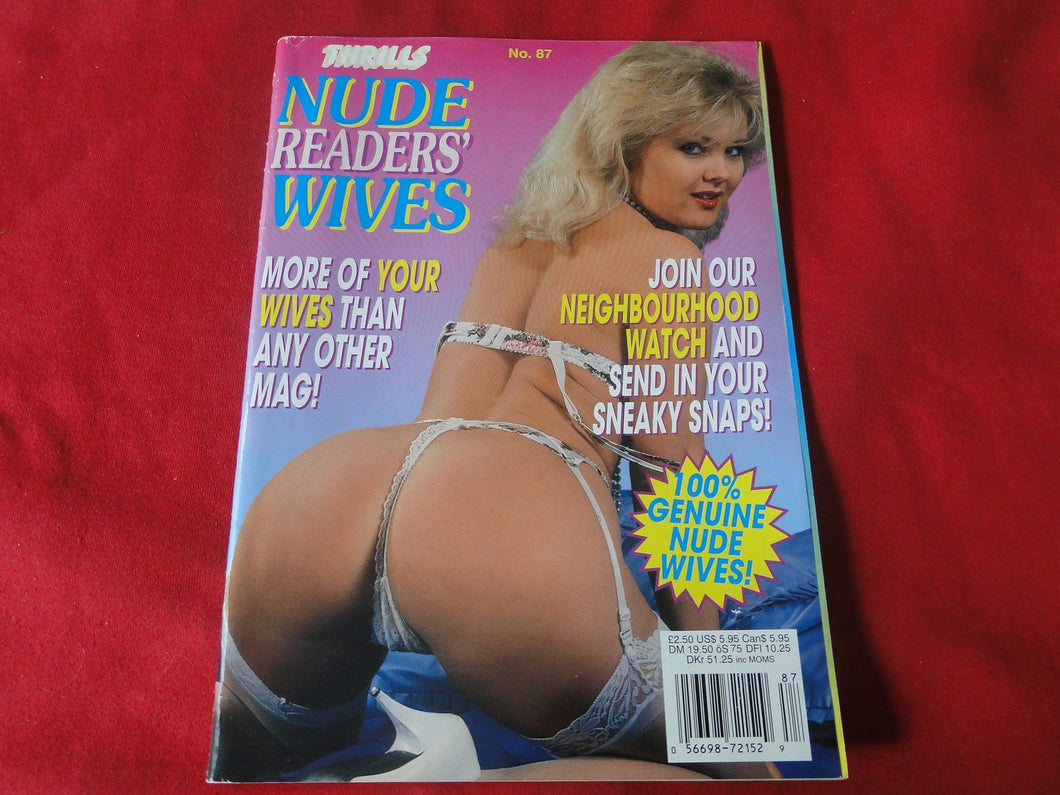 THRILLS
No. 87
NUDE
READERS'
WIVES
MORE OF YOUR
WIVES THAN
ANY OTHER
MAG!
JOIN OUR
NEIGHBOURHOOD
WATCH AND
SEND IN YOUR
SNEAKY SNAPS!
100%
GENUINE
NUDE
WIVES!
£2.50 US$ 5.95 Can$ 5.95
DM 19.50 öS 75 DFl 10.25
DKr 51.25 inc MOMS
87
0 56698-72152 9